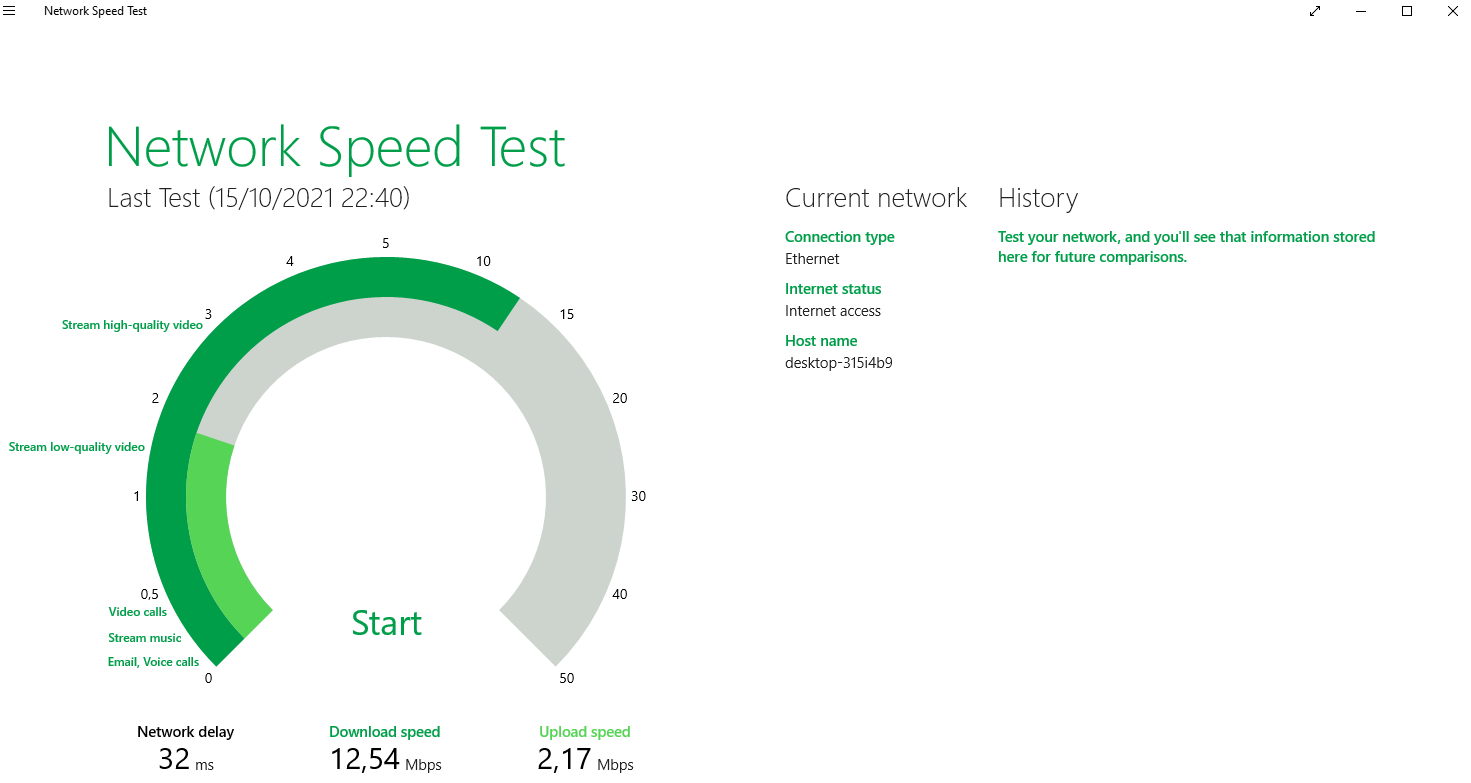 Network Speed Test
Network Speed Test
Last Test (15/10/2021 22:40)
5
4
10
3
15
Stream high-quality video
2
20
Stream low-quality video
1
30
0,5
40
Video calls
Stream music
Email, Voice calls
0
50
Start
Network delay
32 ms
Download speed
12,54 Mbps
Upload speed
2,17 Mbps
Current network
Connection type
Ethernet
Internet status
Internet access
Host name
desktop-315i4b9
History
Test your network, and you'll see that information stored
here for future comparisons.